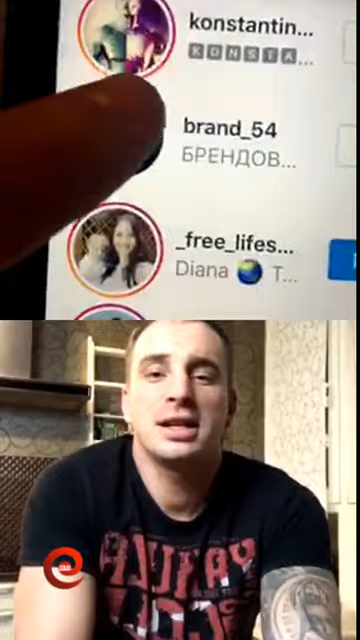 konstantin...
KONSTA...
brand_54
БРЕНДОВ...
_free_lifes...
Diana 🌏 T...